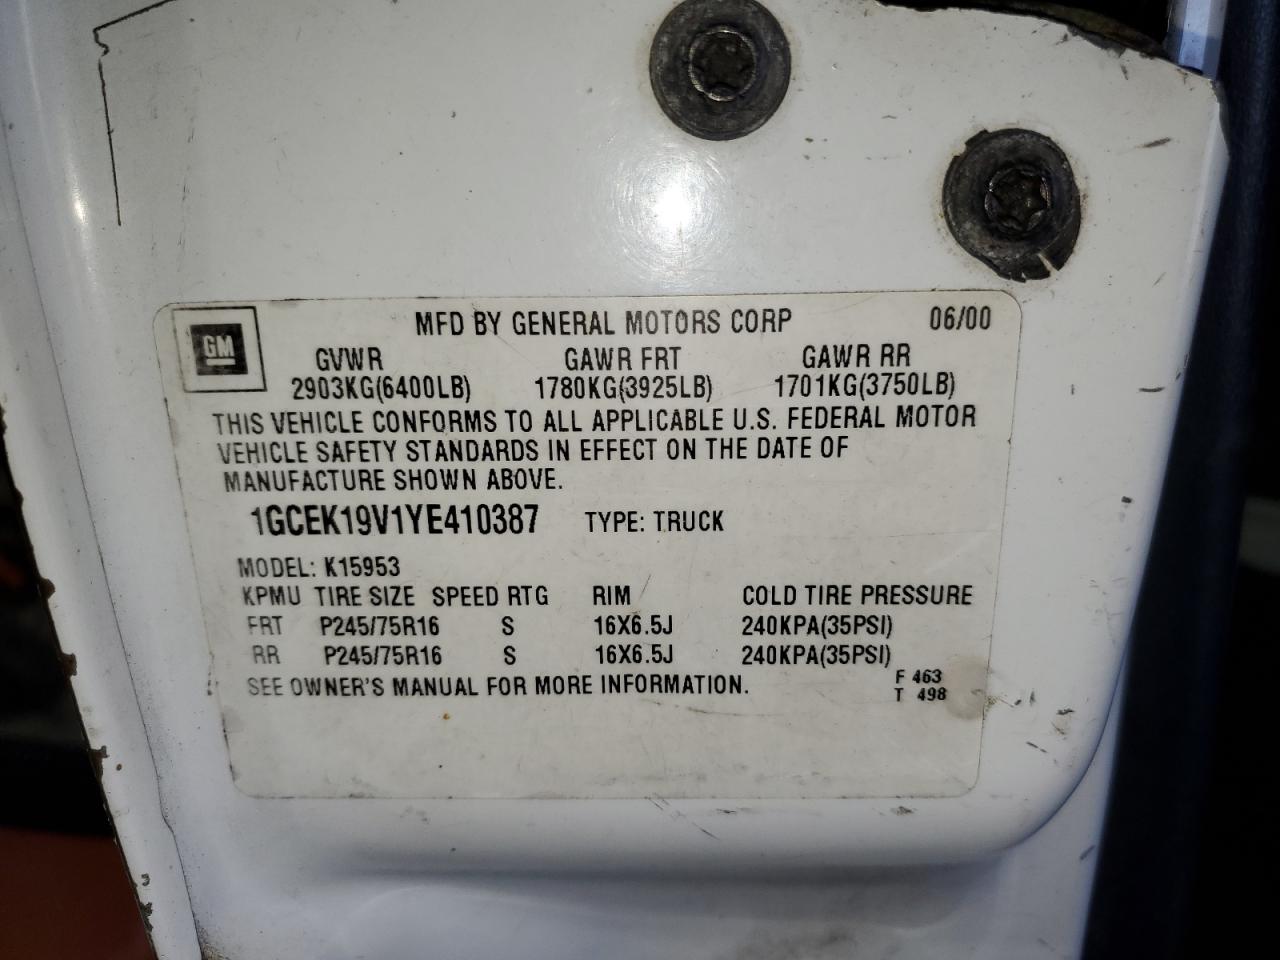 MFD BY GENERAL MOTORS CORP 06/00
GM
GVWR GAWR FRT GAWR RR
2903KG(6400LB) 1780KG(3925LB) 1701KG(3750LB)
THIS VEHICLE CONFORMS TO ALL APPLICABLE U.S. FEDERAL MOTOR
VEHICLE SAFETY STANDARDS IN EFFECT ON THE DATE OF
MANUFACTURE SHOWN ABOVE.
1GCEK19V1YE410387 TYPE: TRUCK
MODEL: K15953
KPMU TIRE SIZE SPEED RTG RIM COLD TIRE PRESSURE
FRT P245/75R16 S 16X6.5J 240KPA(35PSI)
RR P245/75R16 S 16X6.5J 240KPA(35PSI)
SEE OWNER'S MANUAL FOR MORE INFORMATION.
F 463
T 498